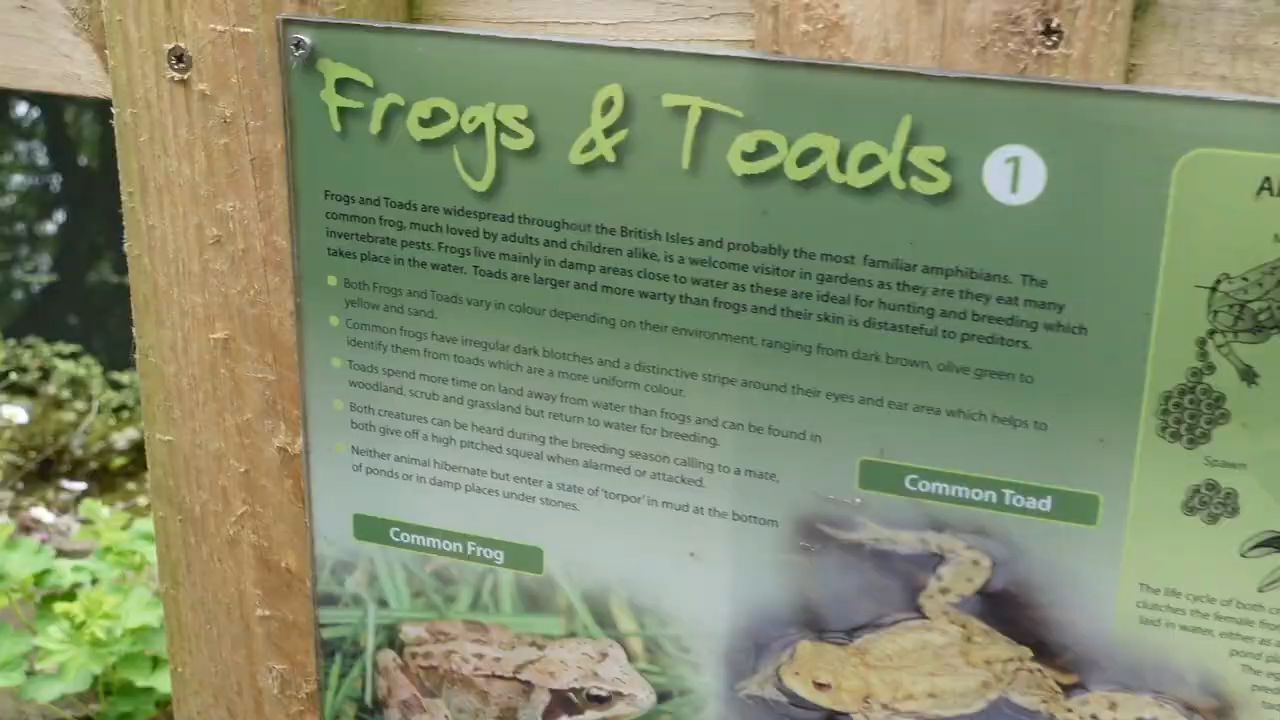 Frogs & Toads 1
Frogs and Toads are widespread throughout the British Isles and probably the most familiar amphibians. The
common frog, much loved by adults and children alike, is a welcome visitor in gardens as they are they eat many
invertebrate pests. Frogs live mainly in damp areas close to water as these are ideal for hunting and breeding which
takes place in the water. Toads are larger and more warty than frogs and their skin is distasteful to preditors.
Both Frogs and Toads vary in colour depending on their environment, ranging from dark brown, olive green to
yellow and sand.
Common frogs have irregular dark blotches and a distinctive stripe around their eyes and ear area which helps to
identify them from toads which are a more uniform colour.
Toads spend more time on land away from water than frogs and can be found in
woodland, scrub and grassland but return to water for breeding.
Both creatures can be heard during the breeding season calling to a mate,
both give off a high pitched squeal when alarmed or attacked.
Neither animal hibernate but enter a state of 'torpor' in mud at the bottom
of ponds or in damp places under stones.
Common Frog
Common Toad
Spawn
The life cycle of both
clutches the female
laid in water, either as
pond
The